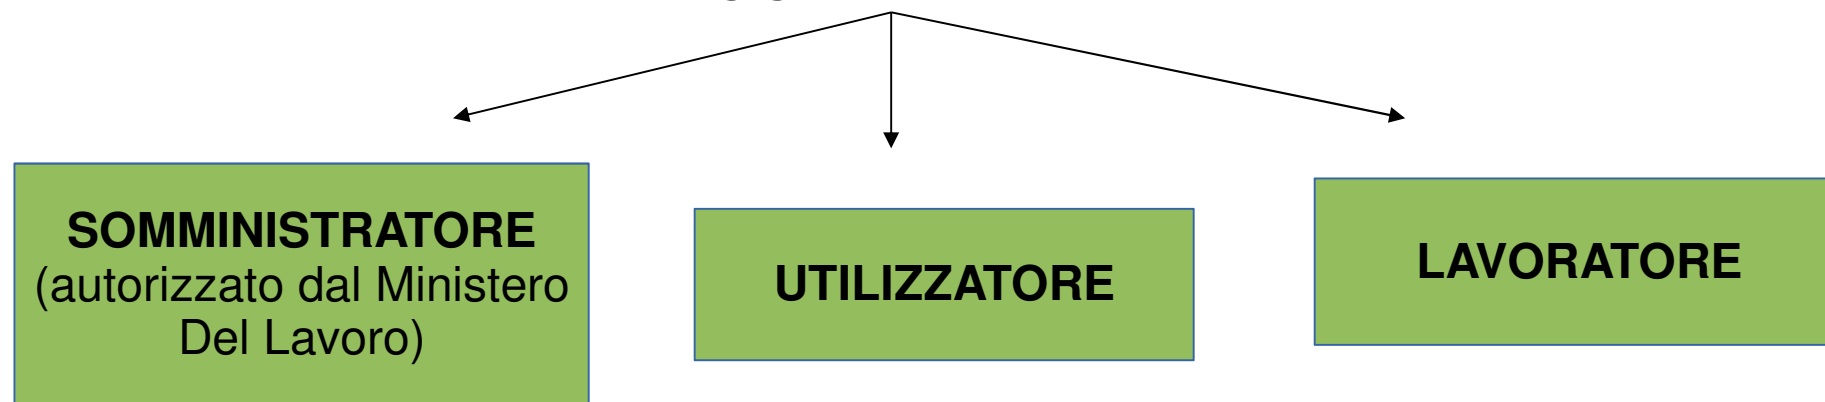 SOMMINISTRATORE
(autorizzato dal Ministero
Del Lavoro)
UTILIZZATORE
LAVORATORE